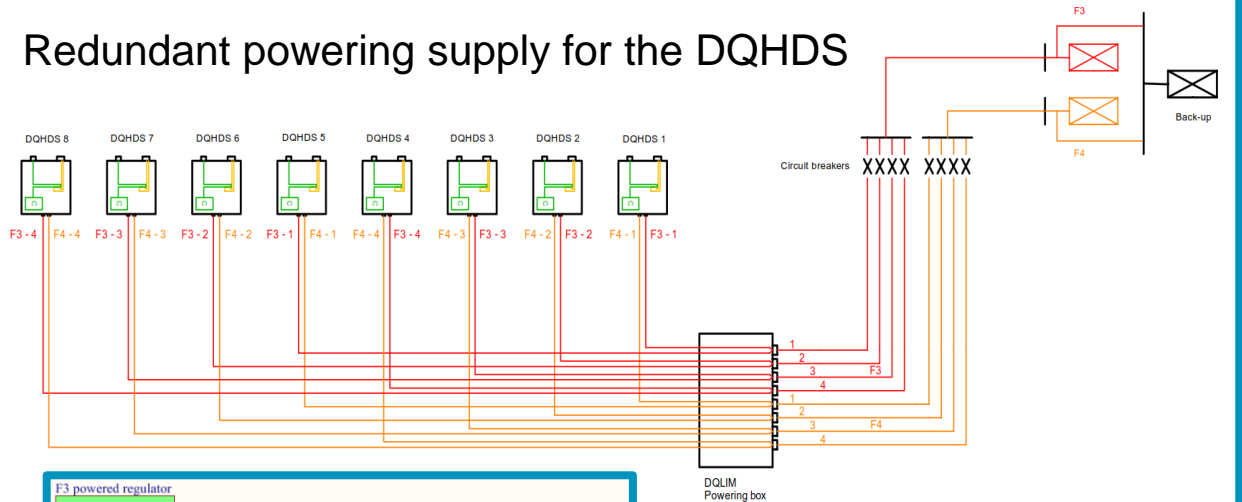 F3
Redundant powering supply for the DQHDS
Back-up
DQHDS 8 DQHDS 7 DQHDS 6 DQHDS 5 DQHDS 4 DQHDS 3 DQHDS 2 DQHDS 1
F4
Circuit breakers
C C C C C C C C
F3 - 4 F4 - 4 F3 - 3 F4 - 3 F3 - 2 F4 - 2 F3 - 1 F4 - 1 F4 - 4 F3 - 4 F4 - 3 F3 - 3 F4 - 2 F3 - 2 F4 - 1 F3 - 1
1
2
3 F3
4
1
2
3 F4
4
DQLIM
Powering box
F3 powered regulator